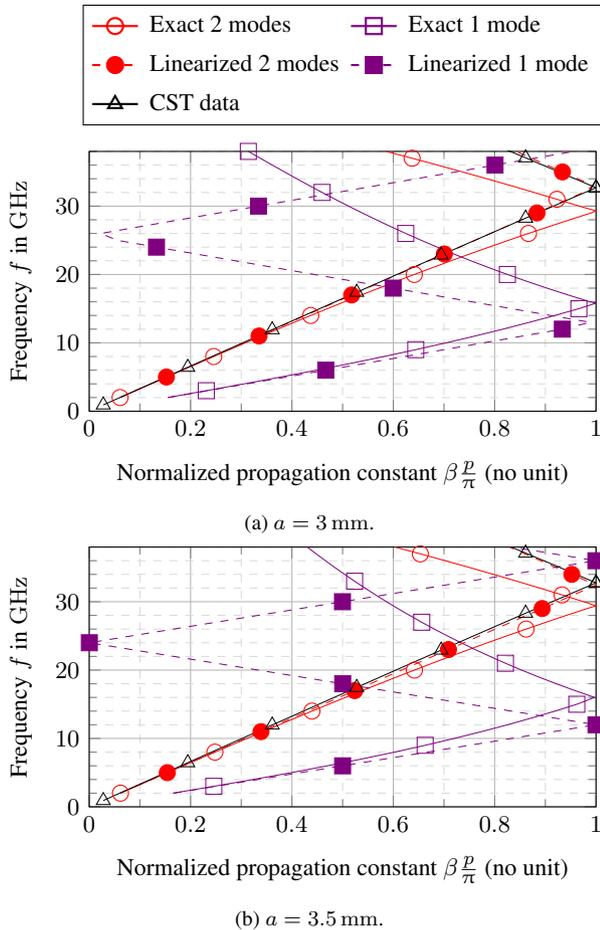 Exact 2 modes Exact 1 mode
Linearized 2 modes Linearized 1 mode
CST data
30
20
10
0
Frequency f in GHz
0 0.2 0.4 0.6 0.8 1
Normalized propagation constant β p/π (no unit)
(a) a = 3 mm.
30
20
10
0
Frequency f in GHz
0 0.2 0.4 0.6 0.8 1
Normalized propagation constant β p/π (no unit)
(b) a = 3.5 mm.